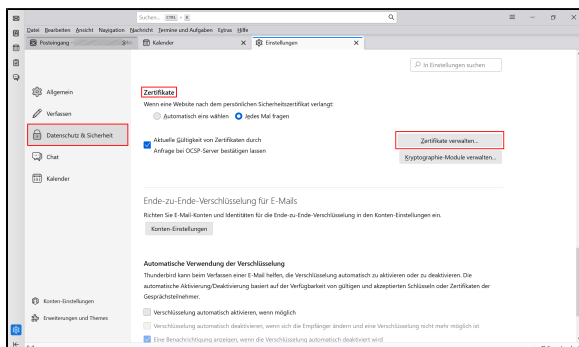 Suchen... CTRL + K
Datei Bearbeiten Ansicht Navigation Nachricht Termine und Aufgaben Extras Hilfe
Posteingang -
Kalender
Einstellungen
In Einstellungen suchen
Allgemein
Verfassen
Datenschutz & Sicherheit
Chat
Kalender
Konten-Einstellungen
Erweiterungen und Themes
Zertifikate
Wenn eine Website nach dem persönlichen Sicherheitszertifikat verlangt:
Automatisch eins wählen Jedes Mal fragen
Aktuelle Gültigkeit von Zertifikaten durch
Anfrage bei OCSP-Server bestätigen lassen
Zertifikate verwalten...
Kryptographie-Module verwalten...
Ende-zu-Ende-Verschlüsselung für E-Mails
Richten Sie E-Mail-Konten und Identitäten für die Ende-zu-Ende-Verschlüsselung in den Konten-Einstellungen ein.
Konten-Einstellungen
Automatische Verwendung der Verschlüsselung
Thunderbird kann beim Verfassen einer E-Mail helfen, die Verschlüsselung automatisch zu aktivieren oder zu deaktivieren. Die
automatische Aktivierung/Deaktivierung basiert auf der Verfügbarkeit von gültigen und akzeptierten Schlüsseln oder Zertifikaten der
Gesprächsteilnehmer.
Verschlüsselung automatisch aktivieren, wenn möglich
Verschlüsselung automatisch deaktivieren, wenn sich die Empfänger ändern und eine Verschlüsselung nicht mehr möglich ist
Eine Benachrichtigung anzeigen, wenn die Verschlüsselung automatisch deaktiviert wird